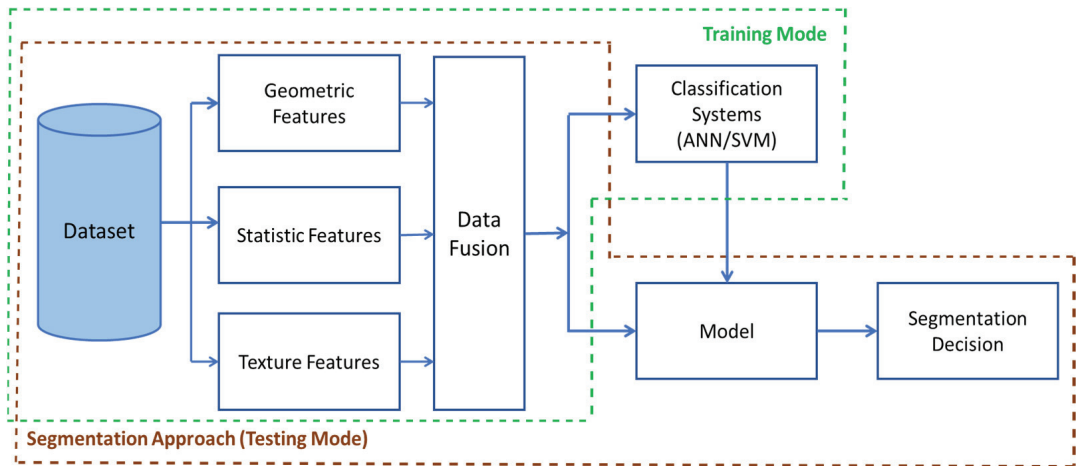 Training Mode
Geometric
Features
Classification
Systems
(ANN/SVM)
Dataset
Statistic Features
Data
Fusion
Texture Features
Model
Segmentation
Decision
Segmentation Approach (Testing Mode)